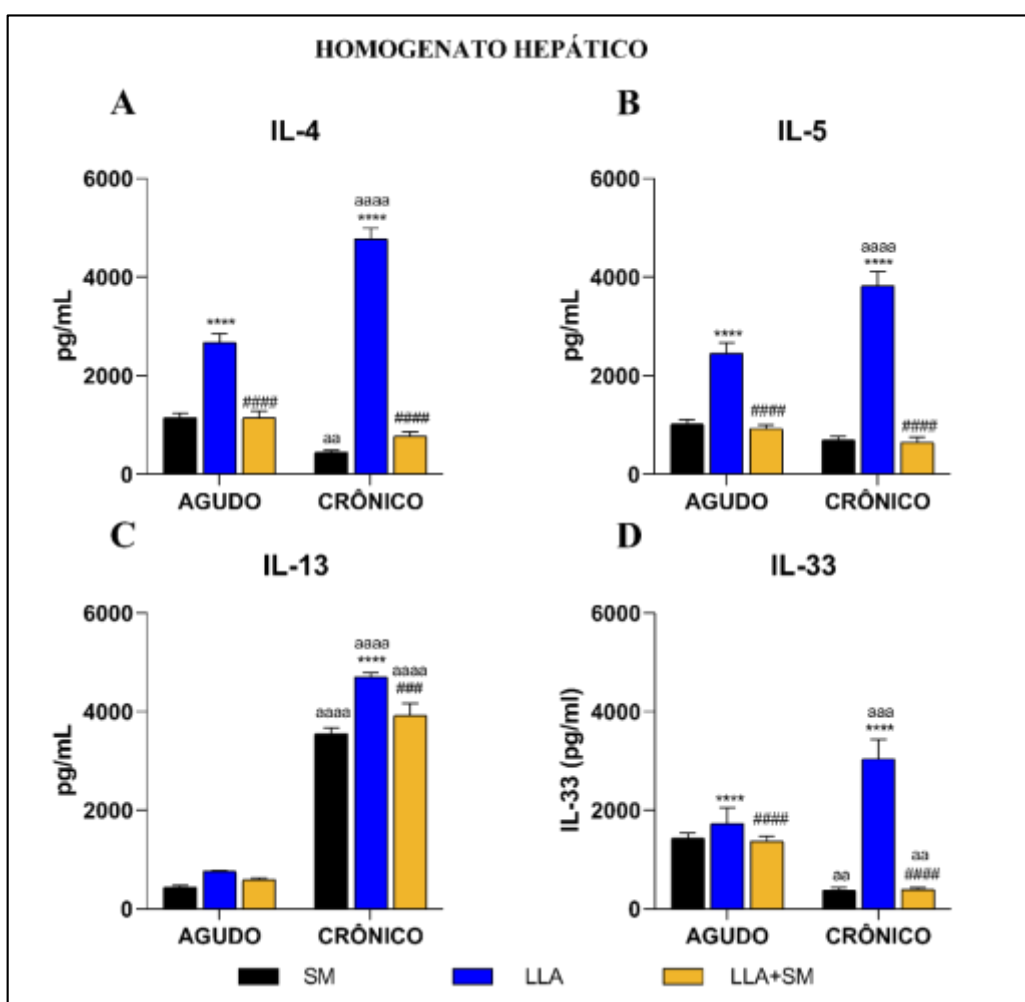 HOMOGENATO HEPÁTICO
A
IL-4
pg/mL
6000
4000
2000
0
****
####
aa
aaaa
****
####
AGUDO CRÔNICO
B
IL-5
pg/mL
6000
4000
2000
0
****
####
aaaa
****
####
AGUDO CRÔNICO
C
IL-13
pg/mL
6000
4000
2000
0
aaaa
aaaa
****
aaaa
###
AGUDO CRÔNICO
D
IL-33
IL-33 (pg/ml)
6000
4000
2000
0
****
####
aa
aaa
****
aa
####
AGUDO CRÔNICO
SM LLA LLA+SM